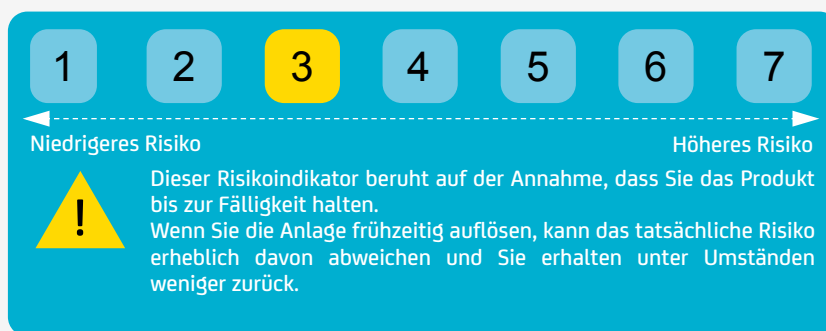 1 2 3 4 5 6 7
Niedrigeres Risiko Höheres Risiko
Dieser Risikoindikator beruht auf der Annahme, dass Sie das Produkt
bis zur Fälligkeit halten.
! Wenn Sie die Anlage frühzeitig auflösen, kann das tatsächliche Risiko
erheblich davon abweichen und Sie erhalten unter Umständen
weniger zurück.